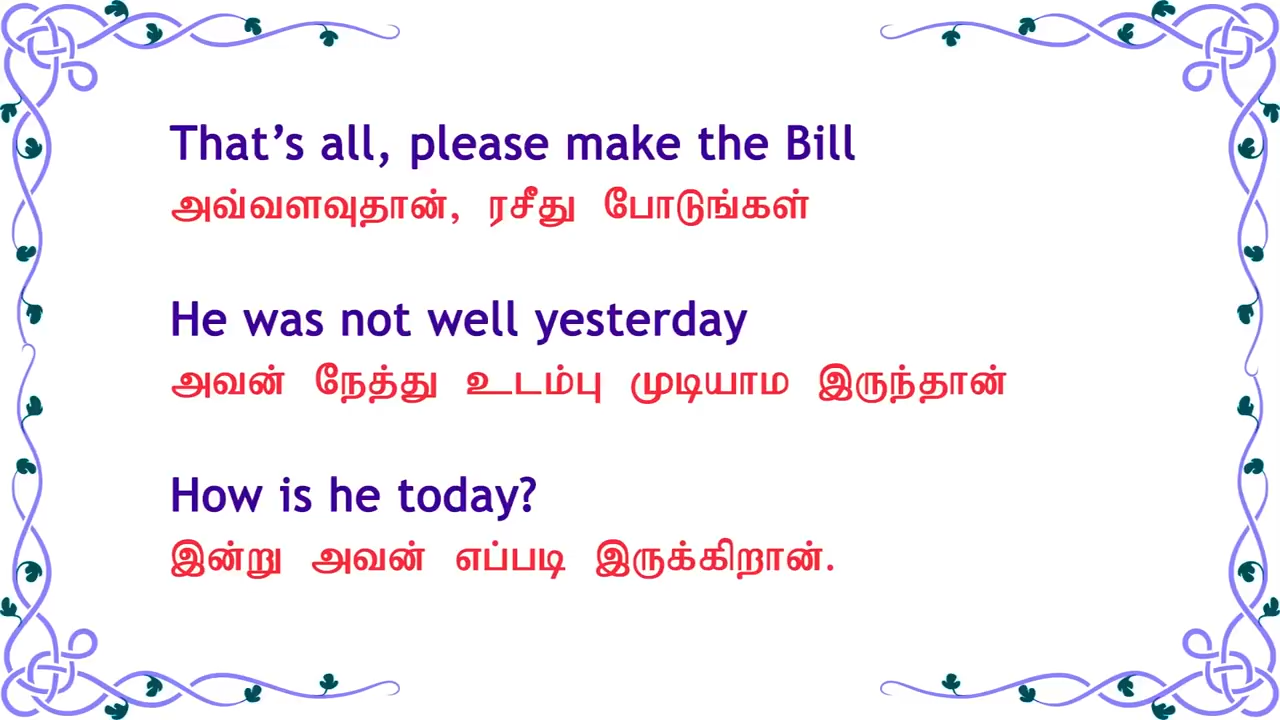 That’s all, please make the Bill
அவ்வளவுதான், ரசீது போடுங்கள்
He was not well yesterday
அவன் நேத்து உடம்பு முடியாம இருந்தான்
How is he today?
இன்று அவன் எப்படி இருக்கிறான்.